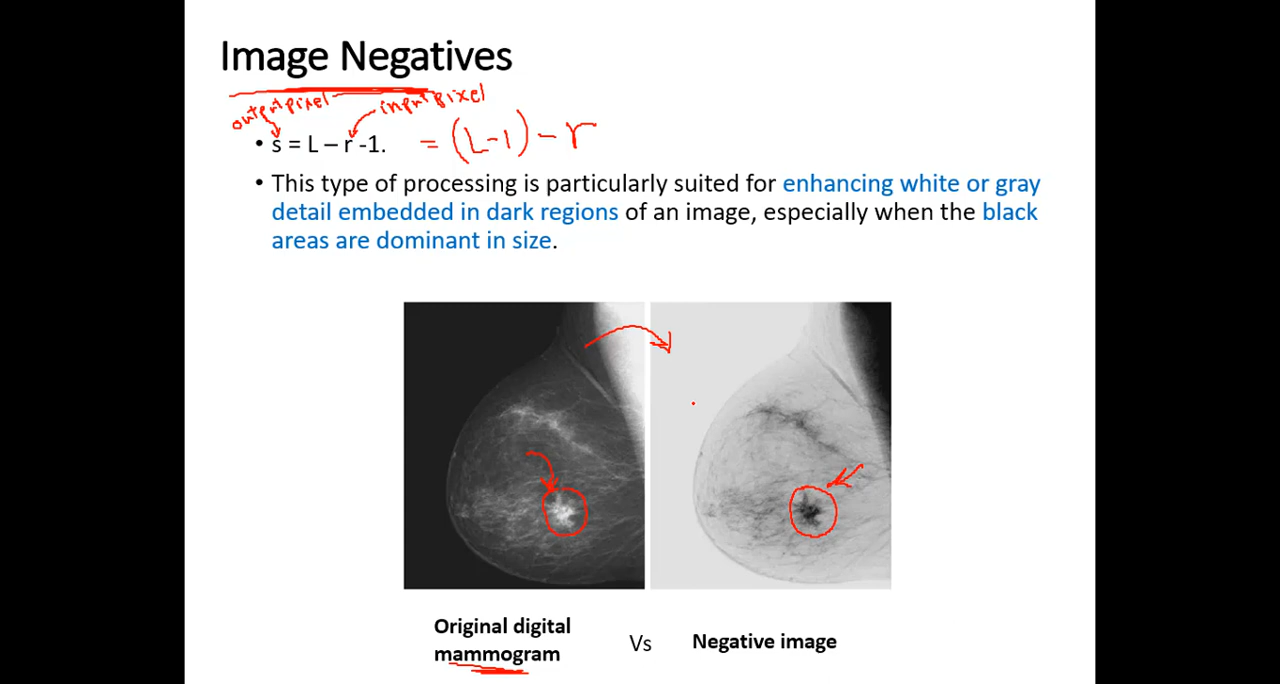 Image Negatives
output pixel input pixel
• s = L – r -1. = (L-1) - r
• This type of processing is particularly suited for enhancing white or gray
detail embedded in dark regions of an image, especially when the black
areas are dominant in size.
Original digital
mammogram
Vs
Negative image